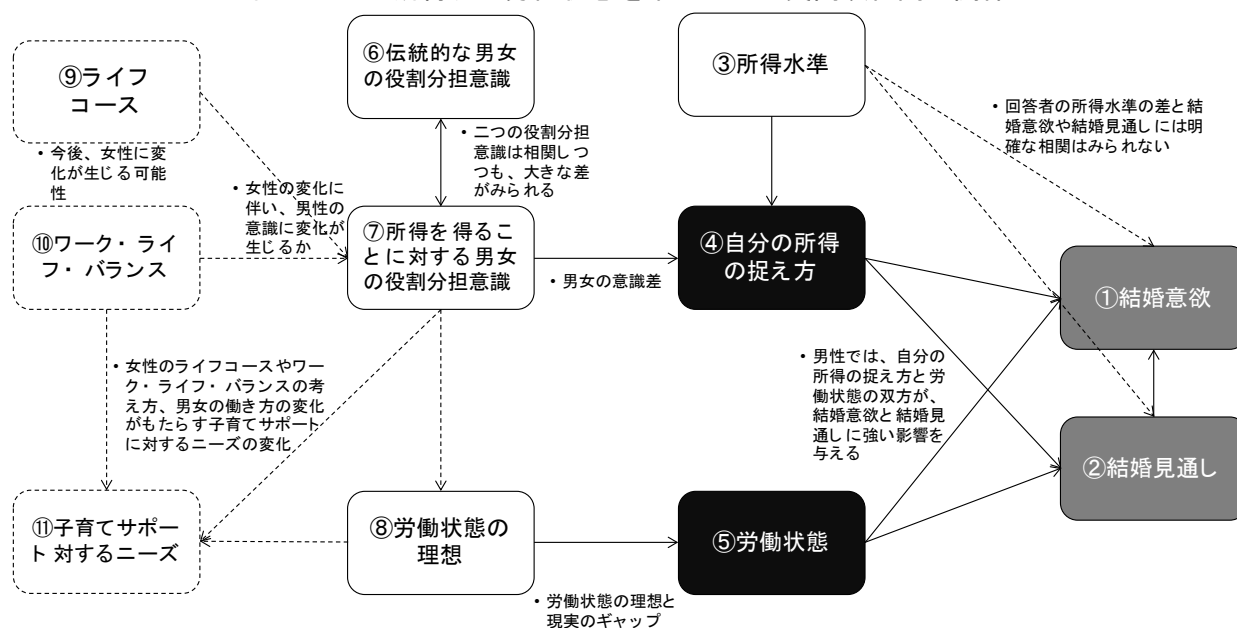 ⑨ライフ
コース
・今後、女性に変
化が生じる可能
性
⑩ワーク・ライ
フ・バランス
・女性の変化に
伴い、男性の
意識に変化が
生じるか
・女性のライフコースやワー
ク・ライフ・バランスの考
え方、男女の働き方の変化
がもたらす子育てサポート
に対するニーズの変化
⑪子育てサポー
ト対するニーズ
⑥伝統的な男女
の役割分担意識
・二つの役割分担
意識は相関しつ
つも、大きな差
がみられる
⑦所得を得るこ
とに対する男女
の役割分担意識
・男女の意識差
⑧労働状態の
理想
・労働状態の理想と
現実のギャップ
③所得水準
④自分の所得
の捉え方
・男性では、自分の
所得の捉え方と労
働状態の双方が、
結婚意欲と結婚見
通しに強い影響を
与える
⑤労働状態
・回答者の所得水準の差と結
婚意欲や結婚見通しには明
確な相関はみられない
①結婚意欲
②結婚見通し